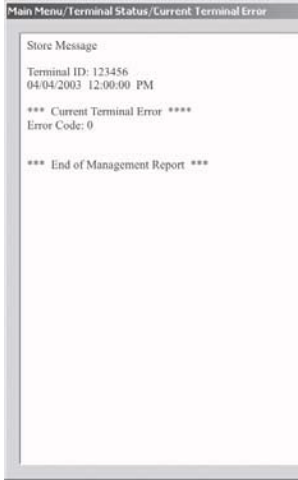 Main Menu/Terminal Status/Current Terminal Error
Store Message
Terminal ID: 123456
04/04/2003 12:00:00 PM
*** Current Terminal Error ****
Error Code: 0
*** End of Management Report ***